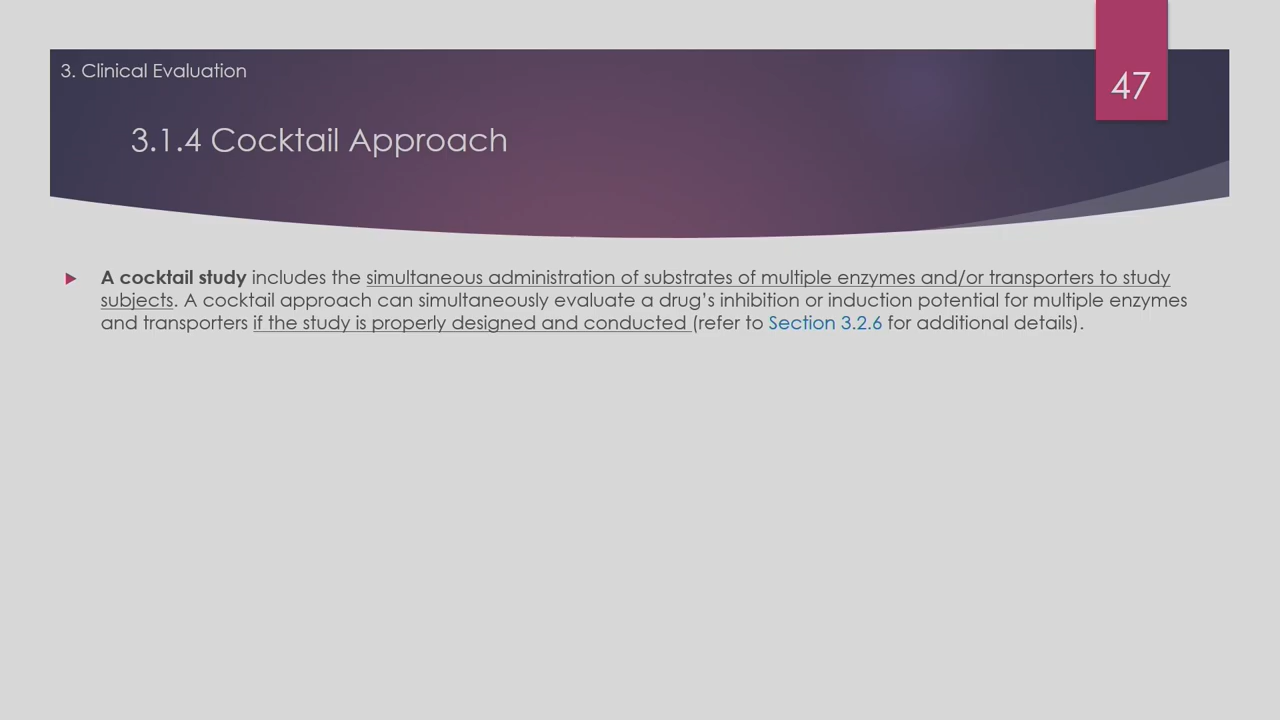 3. Clinical Evaluation
47
3.1.4 Cocktail Approach
A cocktail study includes the simultaneous administration of substrates of multiple enzymes and/or transporters to study
subjects. A cocktail approach can simultaneously evaluate a drug’s inhibition or induction potential for multiple enzymes
and transporters if the study is properly designed and conducted (refer to Section 3.2.6 for additional details).